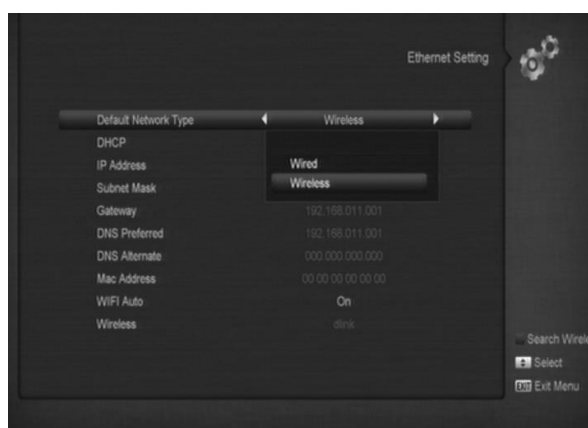 Ethernet Setting
Default Network Type Wireless
DHCP
IP Address Wired
Subnet Mask Wireless
Gateway 192.168.011.001
DNS Preferred 192.168.011.001
DNS Alternate 000.000.000.000
Mac Address 00:00:00:00:00:00
WIFI Auto On
Wireless dlink
Search Wirele
Select
EXIT Exit Menu